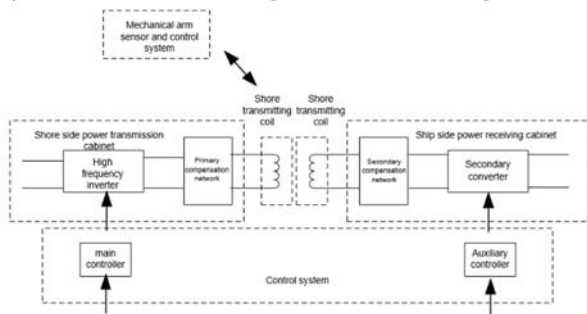 Mechanical arm
sensor and control
system
Shore
transmitting
coil
Shore
transmitting
coil
Shore side power transmission
cabinet
High
frequency
inverter
Primary
compensation
network
Ship side power receiving cabinet
Secondary
compensation
network
Secondary
converter
main
controller
Control system
Auxiliary
controller